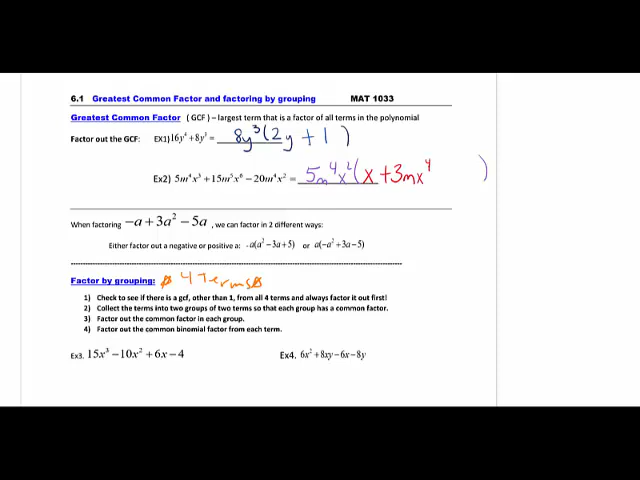 6.1 Greatest Common Factor and factoring by grouping MAT 1033
Greatest Common Factor ( GCF ) – largest term that is a factor of all terms in the polynomial
Factor out the GCF: EX1) 16y⁴ + 8y³ = 8y³(2y + 1)
Ex2) 5m⁴x³ + 15m⁵x⁶ − 20m⁴x² = 5m⁴x²(x + 3mx⁴ )
When factoring −a + 3a² − 5a , we can factor in 2 different ways:
Either factor out a negative or positive a: -a(a² − 3a + 5) or a(−a² + 3a − 5)
Factor by grouping: 4 Terms
1) Check to see if there is a gcf, other than 1, from all 4 terms and always factor it out first!
2) Collect the terms into two groups of two terms so that each group has a common factor.
3) Factor out the common factor in each group.
4) Factor out the common binomial factor from each term.
Ex3. 15x³ − 10x² + 6x − 4 Ex4. 6x² + 8xy − 6x − 8y